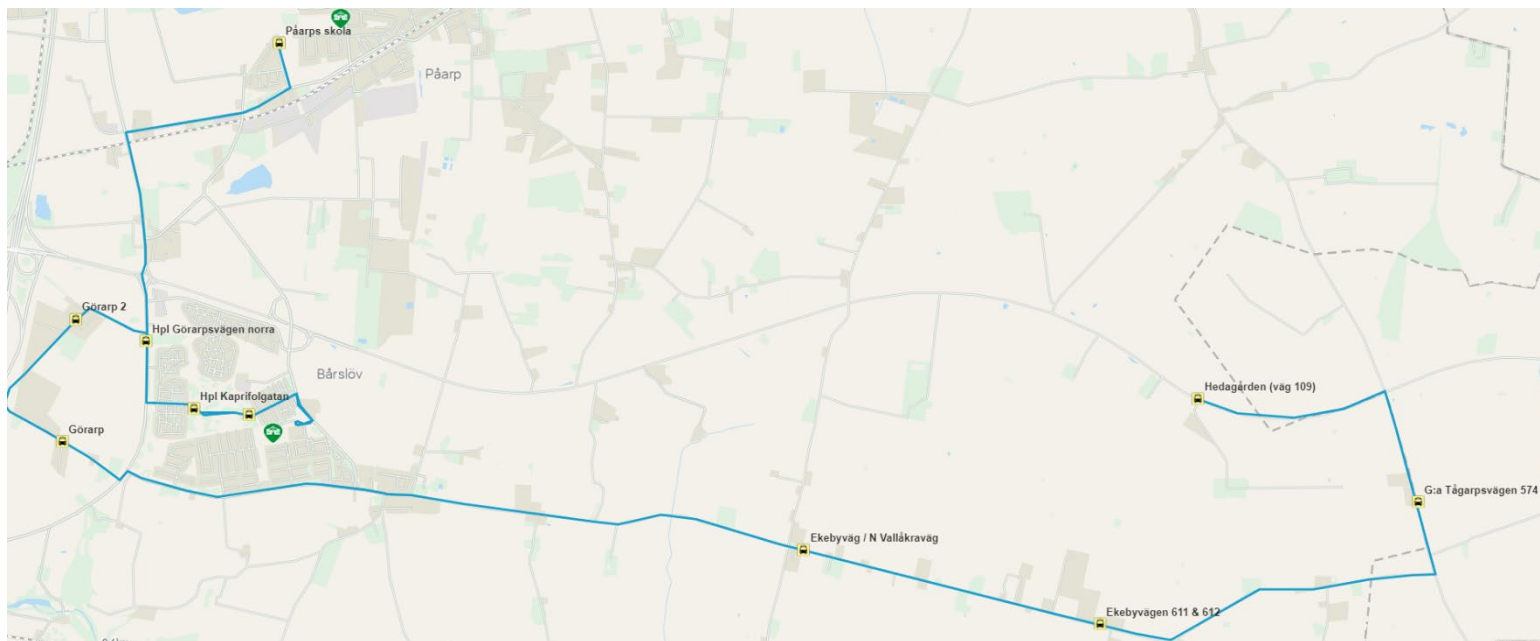 Påarps skola
Påarp
Görarp 2
Hpl Görarpsvägen norra
Bårslöv
Hedagården (väg 109)
Hpl Kaprifolgatan
Görarp
G:a Tågarpsvägen 574
Ekebyväg / N Vallåkraväg
Ekebyvägen 611 & 612